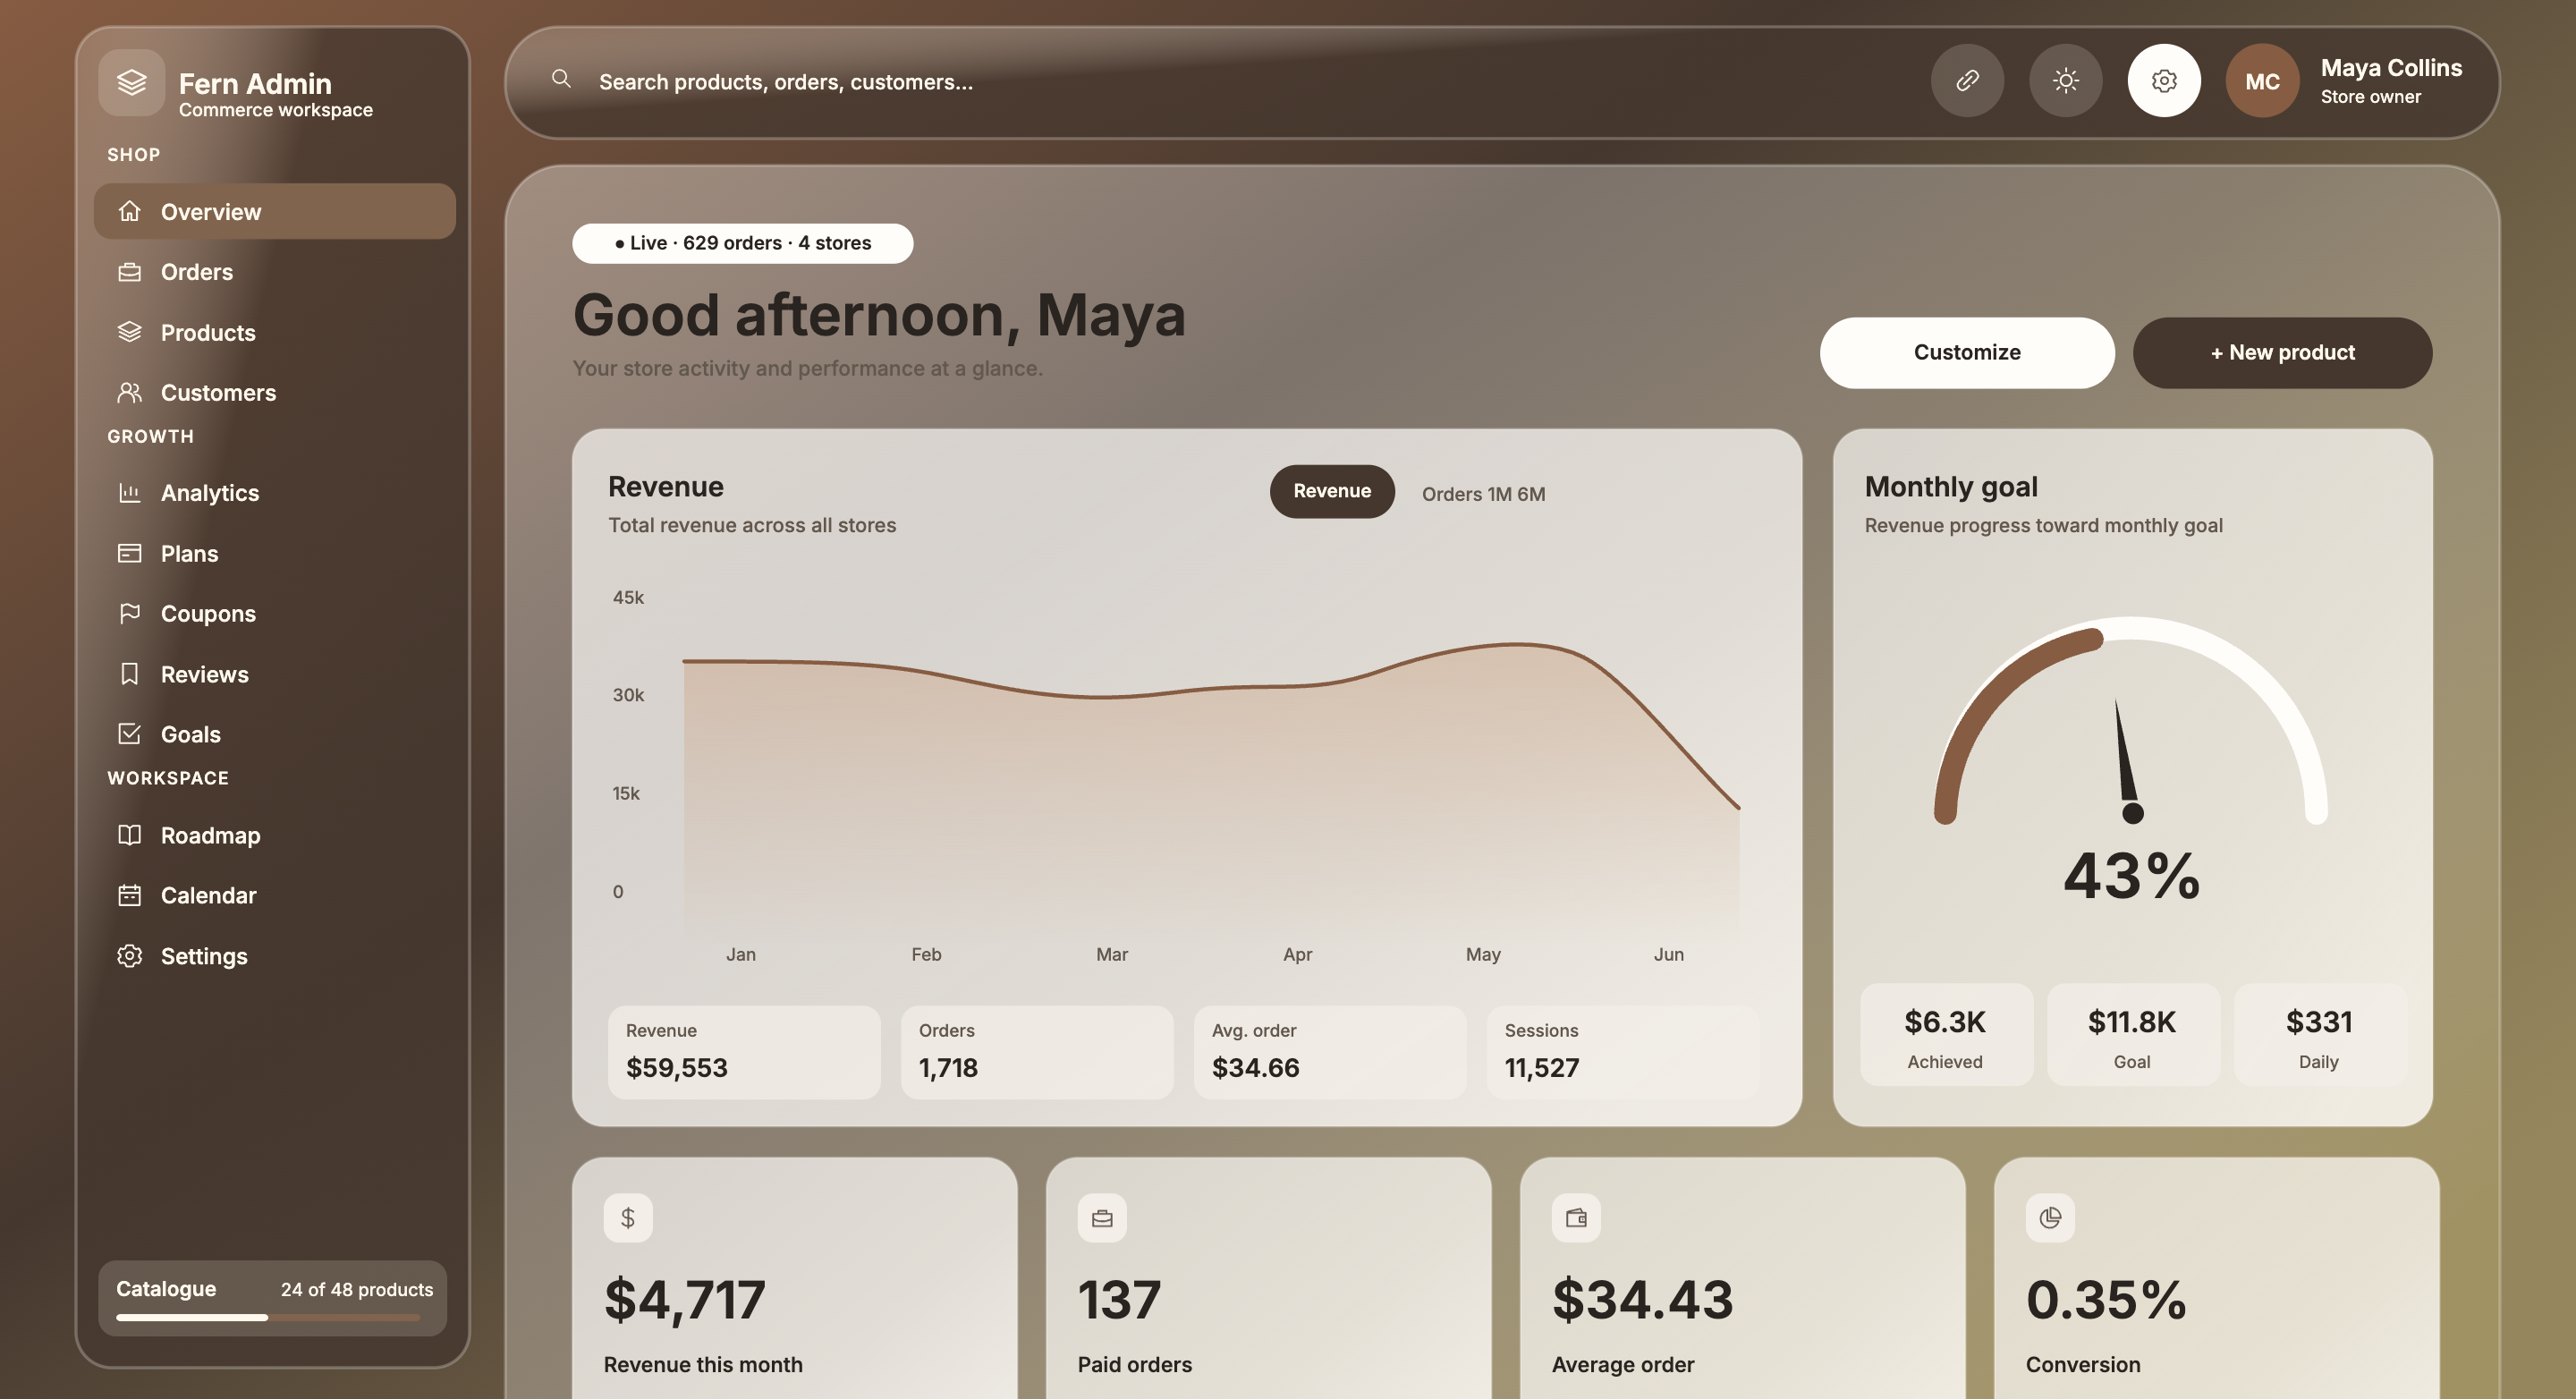 Fern Admin
Commerce workspace
SHOP
Overview
Orders
Products
Customers
GROWTH
Analytics
Plans
Coupons
Reviews
Goals
WORKSPACE
Roadmap
Calendar
Settings
Catalogue 24 of 48 products
Search products, orders, customers...
MC
Maya Collins
Store owner
● Live · 629 orders · 4 stores
Good afternoon, Maya
Your store activity and performance at a glance.
Customize
+ New product
Revenue
Total revenue across all stores
Revenue Orders 1M 6M
45k
30k
15k
0
Jan Feb Mar Apr May Jun
Revenue
$59,553
Orders
1,718
Avg. order
$34.66
Sessions
11,527
Monthly goal
Revenue progress toward monthly goal
43%
$6.3K
Achieved
$11.8K
Goal
$331
Daily
$4,717
Revenue this month
137
Paid orders
$34.43
Average order
0.35%
Conversion